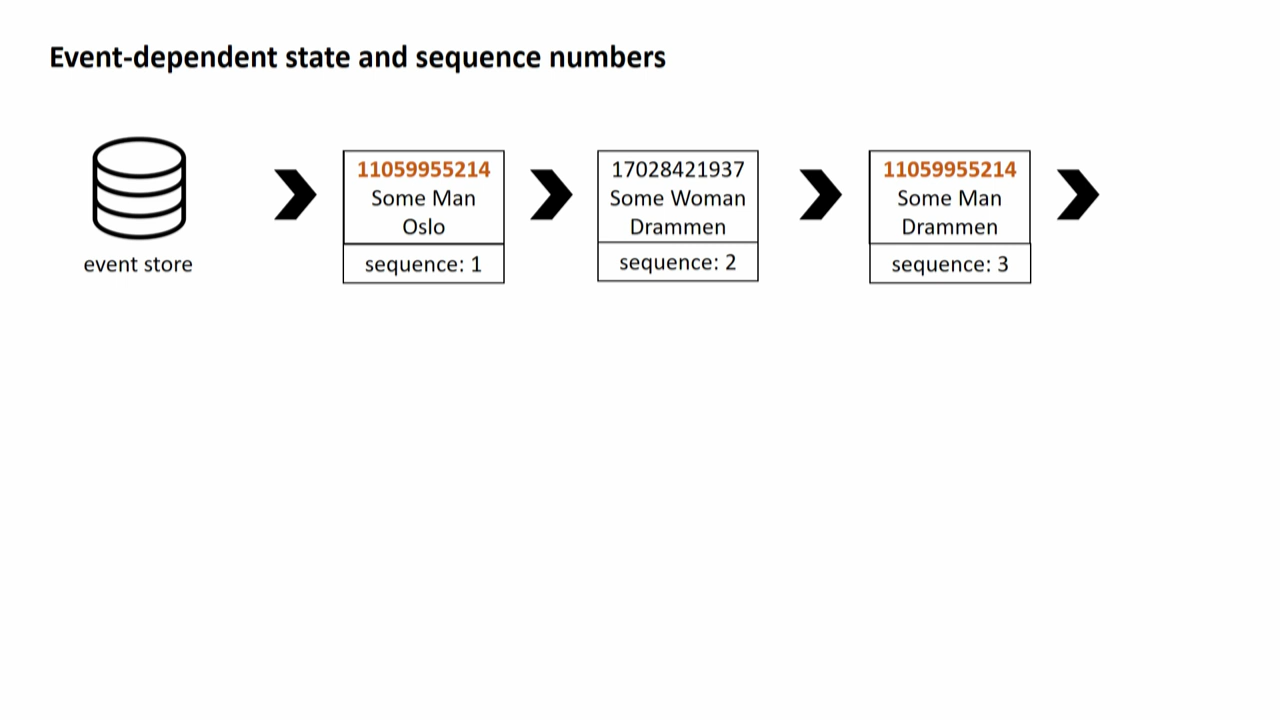 Event-dependent state and sequence numbers
event store
11059955214
Some Man
Oslo
sequence: 1
17028421937
Some Woman
Drammen
sequence: 2
11059955214
Some Man
Drammen
sequence: 3